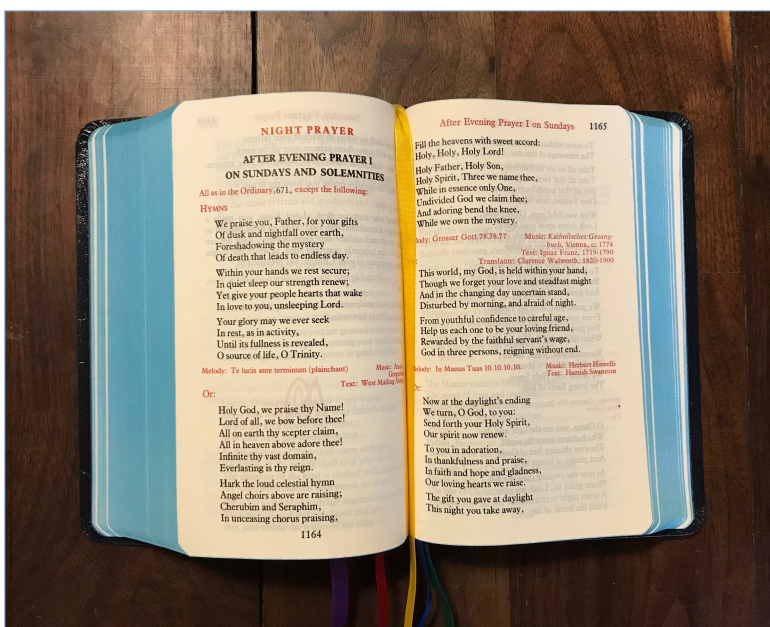 NIGHT PRAYER
AFTER EVENING PRAYER I
ON SUNDAYS AND SOLEMNITIES
All as in the Ordinary, 671, except the following:
HYMNS
We praise you, Father, for your gifts
Of dusk and nightfall over earth,
Foreshadowing the mystery
Of death that leads to endless day.
Within your hands we rest secure;
In quiet sleep our strength renew;
Yet give your people hearts that wake
In love to you, unsleeping Lord.
Your glory may we ever seek
In rest, as in activity,
Until its fullness is revealed,
O source of life, O Trinity.
Melody: Te lucis ante terminum (plainchant) Music:
Text: West Malling
Or:
Holy God, we praise thy Name!
Lord of all, we bow before thee!
All on earth thy scepter claim,
All in heaven above adore thee!
Infinite thy vast domain,
Everlasting is thy reign.
Hark the loud celestial hymn
Angel choirs above are raising;
Cherubim and Seraphim,
In unceasing chorus praising,
1164
After Evening Prayer I on Sundays 1165
Fill the heavens with sweet accord:
Holy, Holy, Holy Lord!
Holy Father, Holy Son,
Holy Spirit, Three we name thee,
While in essence only One,
Undivided God we claim thee;
And adoring bend the knee,
While we own the mystery.
lody: Grosser Gott 78.78.77 Music: Katholisches Gesang-
buch, Vienna, c. 1774
Text: Ignaz Franz, 1719-1790
Translator: Clarence Walworth, 1820-1900
This world, my God, is held within your hand,
Though we forget your love and steadfast might
And in the changing day uncertain stand,
Disturbed by morning, and afraid of night.
From youthful confidence to careful age,
Help us each one to be your loving friend,
Rewarded by the faithful servant's wage,
God in three persons, reigning without end.
elody: In Manus Tuas 10.10.10.10. Music: Herbert Howells
Text: Hamish Swanston
Or:
Now at the daylight's ending
We turn, O God, to you:
Send forth your Holy Spirit,
Our spirit now renew.
To you in adoration,
In thankfulness and praise,
In faith and hope and gladness,
Our loving hearts we raise.
The gift you gave at daylight
This night you take away,